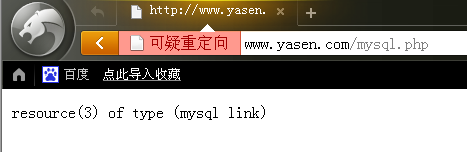 http://www.yasen.
可疑重定向 www.yasen.com/mysql.php
百度 点此导入收藏
resource(3) of type (mysql link)